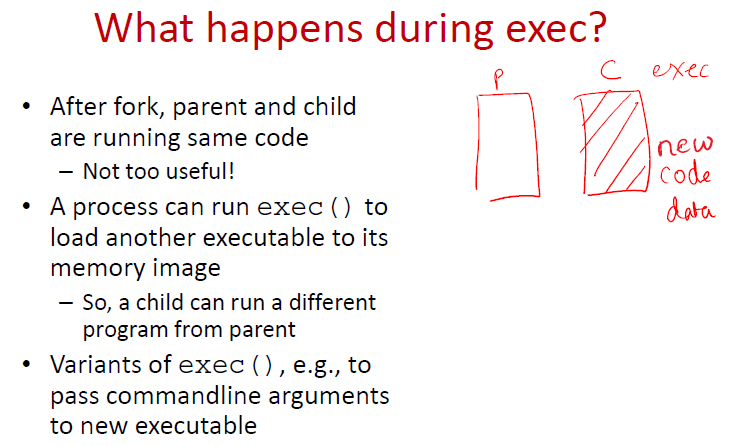 What happens during exec?
• After fork, parent and child
are running same code
– Not too useful!
• A process can run exec() to
load another executable to its
memory image
– So, a child can run a different
program from parent
• Variants of exec(), e.g., to
pass commandline arguments
to new executable
P
C exec
new
code
data